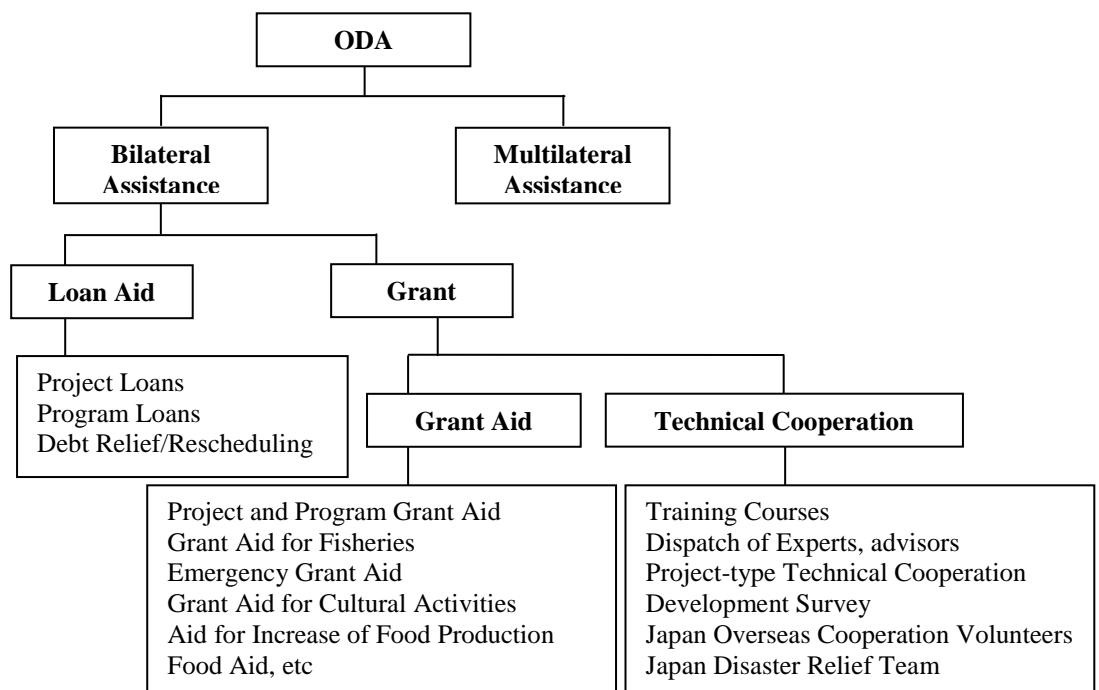 ODA
Bilateral
Assistance
Multilateral
Assistance
Loan Aid
Grant
Project Loans
Program Loans
Debt Relief/Rescheduling
Grant Aid
Technical Cooperation
Project and Program Grant Aid
Grant Aid for Fisheries
Emergency Grant Aid
Grant Aid for Cultural Activities
Aid for Increase of Food Production
Food Aid, etc
Training Courses
Dispatch of Experts, advisors
Project-type Technical Cooperation
Development Survey
Japan Overseas Cooperation Volunteers
Japan Disaster Relief Team